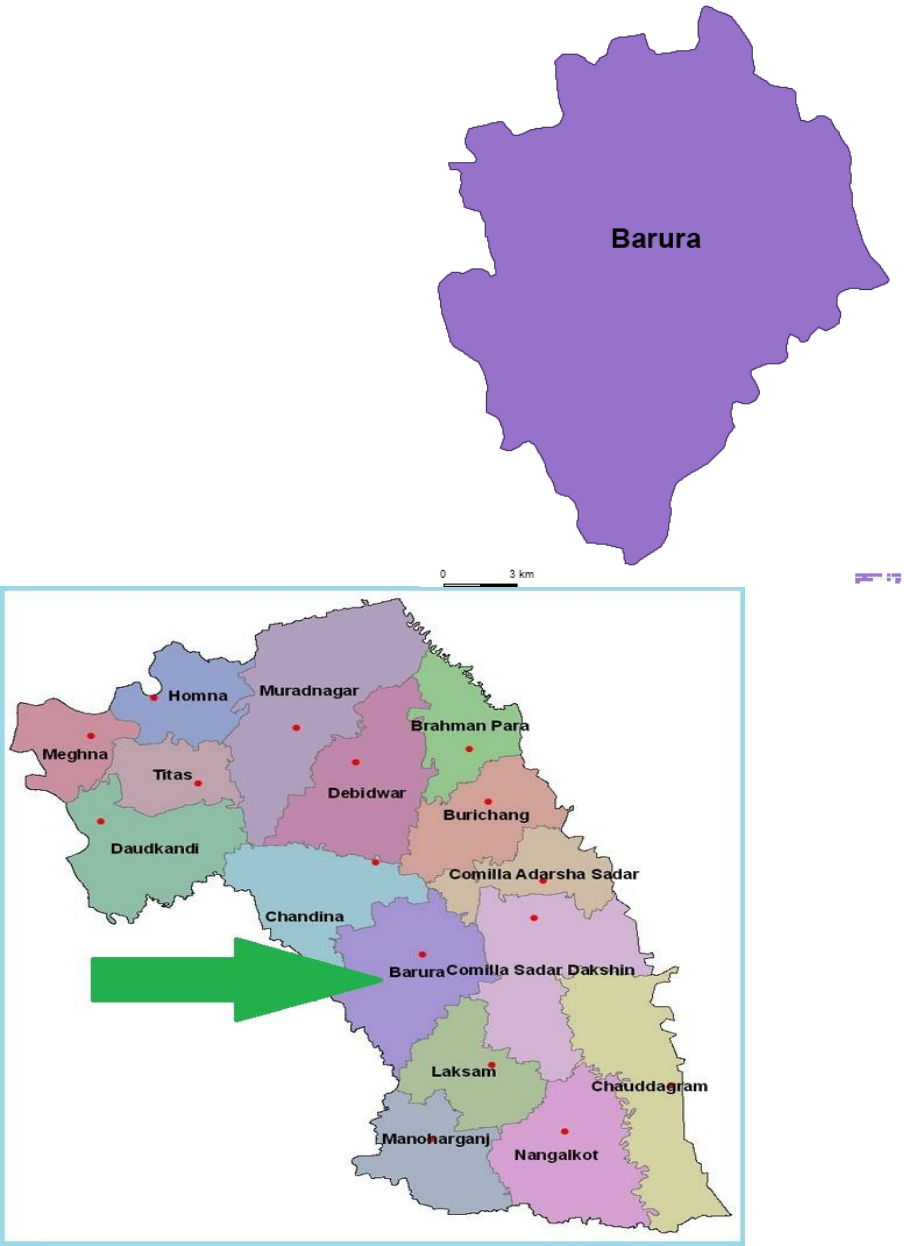 Barura
0 3 km
Homna
Muradnagar
Brahman Para
Meghna
Titas
Debidwar
Burichang
Daudkandi
Comilla Adarsha Sadar
Chandina
Barura
Comilla Sadar Dakshin
Laksam
Chauddagram
Manoharganj
Nangalkot